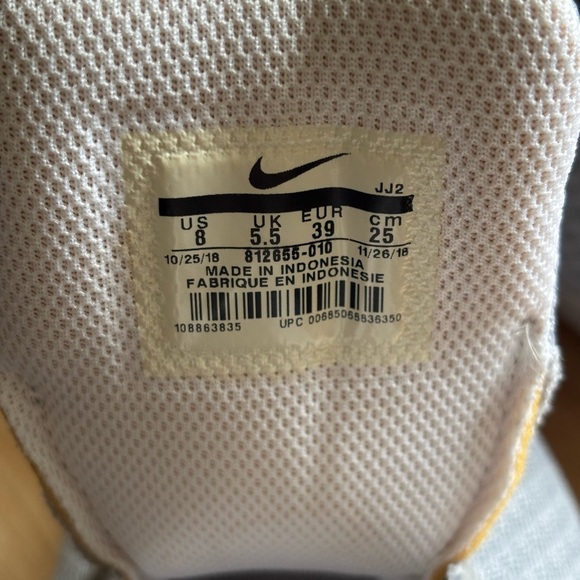 JJ2
US UK EUR cm
8 5.5 39 25
10/25/18 812655-010 11/26/18
MADE IN INDONESIA
FABRIQUE EN INDONESIE
108863835 UPC 00685068836350